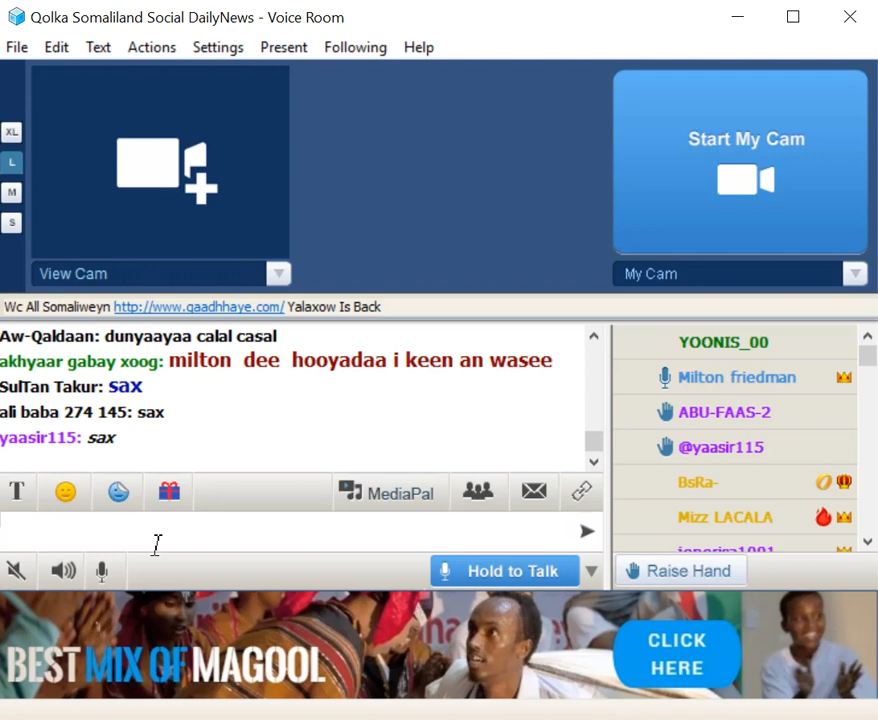 Qolka Somaliland Social DailyNews - Voice Room
File Edit Text Actions Settings Present Following Help
XL
L
M
S
Start My Cam
View Cam
My Cam
Wc All Somaliweyn http://www.qaadhhaye.com/ Yalaxow Is Back
Aw-Qaldaan: dunyaayaa calal casal
akhyaar gabay xoog: milton dee hooyadaa i keen an wasee
SulTan Takur: sax
ali baba 274 145: sax
yaasir115: sax
YOONIS_00
Milton friedman
ABU-FAAS-2
@yaasir115
BsRa-
Mizz LACALA
T
MediaPal
Hold to Talk
Raise Hand
BEST MIX OF MAGOOL
CLICK
HERE